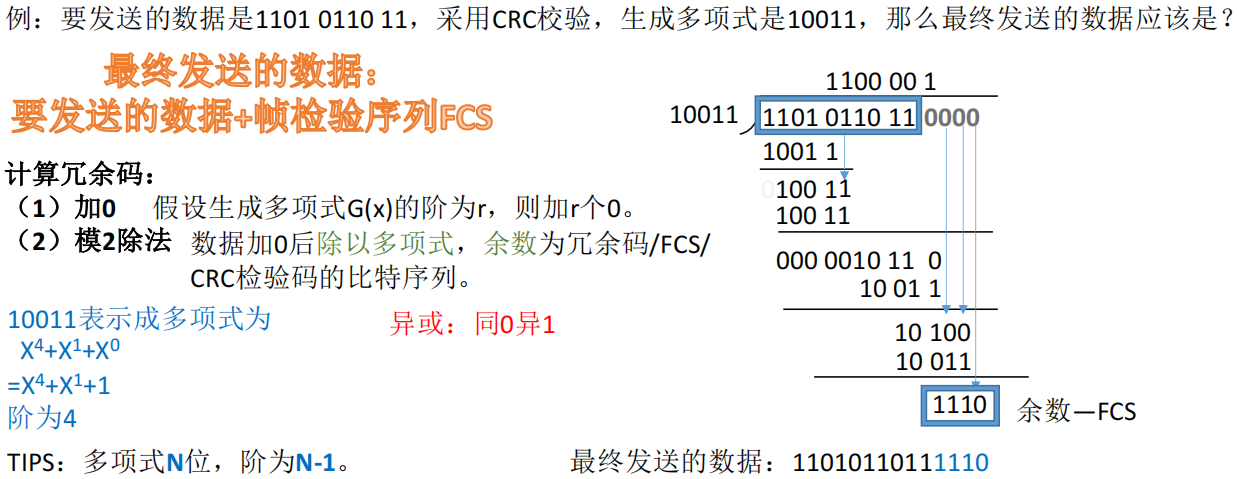 例：要发送的数据是1101 0110 11，采用CRC校验，生成多项式是10011，那么最终发送的数据应该是？
最终发送的数据：
要发送的数据+帧检验序列FCS
计算冗余码：
（1）加0 假设生成多项式G(x)的阶为r，则加r个0。
（2）模2除法 数据加0后除以多项式，余数为冗余码/FCS/
CRC检验码的比特序列。
10011表示成多项式为
X⁴+X¹+X⁰
=X⁴+X¹+1
阶为4
异或：同0异1
TIPS：多项式N位，阶为N-1。
1100 00 1
10011 1101 0110 11 0000
1001 1
0100 11
100 11
000 0010 11 0
10 01 1
10 100
10 011
1110 余数—FCS
最终发送的数据：11010110111110